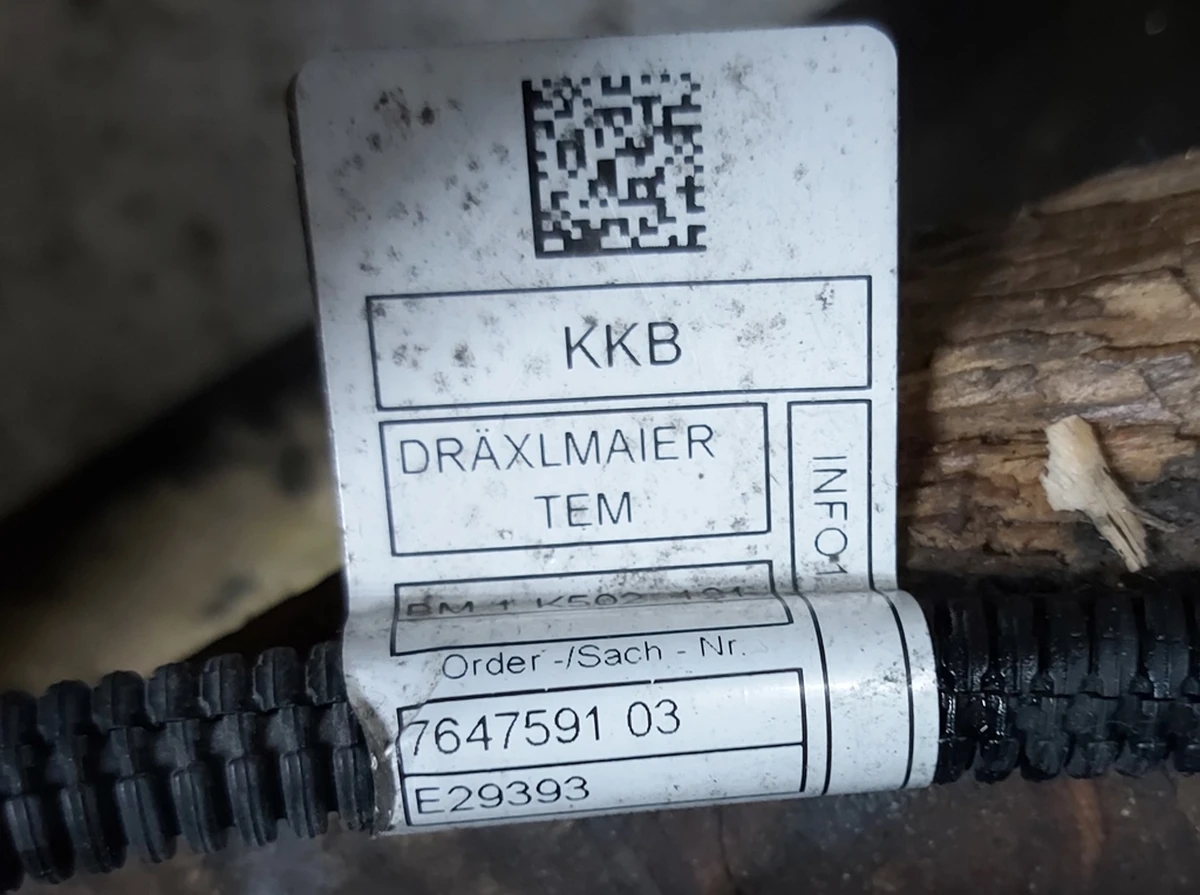 KKB
DRÄXLMAIER
TEM
INFO1
Order -/Sach - Nr.
7647591 03
E29393